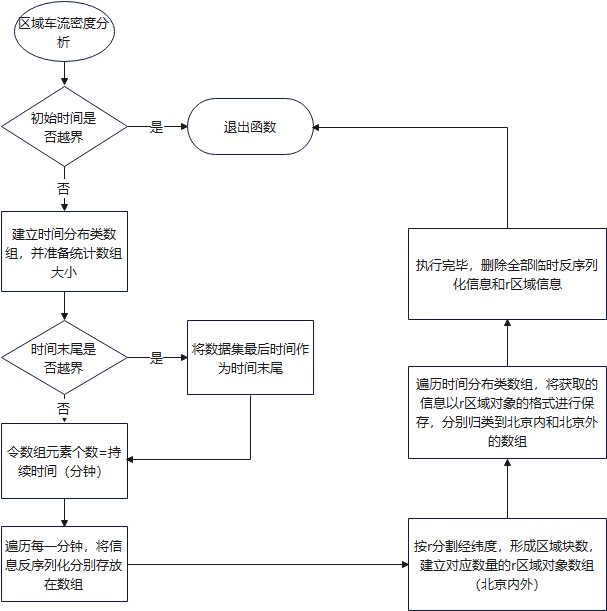 区域车流密度分
析
初始时间是
否越界
是
退出函数
否
建立时间分布类数
组，并准备统计数组
大小
时间末尾是
否越界
是
将数据集最后时间作
为时间末尾
否
令数组元素个数=持
续时间（分钟）
遍历每一分钟，将信
息反序列化分别存放
在数组
按r分割经纬度，形成区域块数，
建立对应数量的r区域对象数组
（北京内外）
遍历时间分布类数组，将获取的
信息以r区域对象的格式进行保
存，分别归类到北京内和北京外
的数组
执行完毕，删除全部临时反序列
化信息和r区域信息